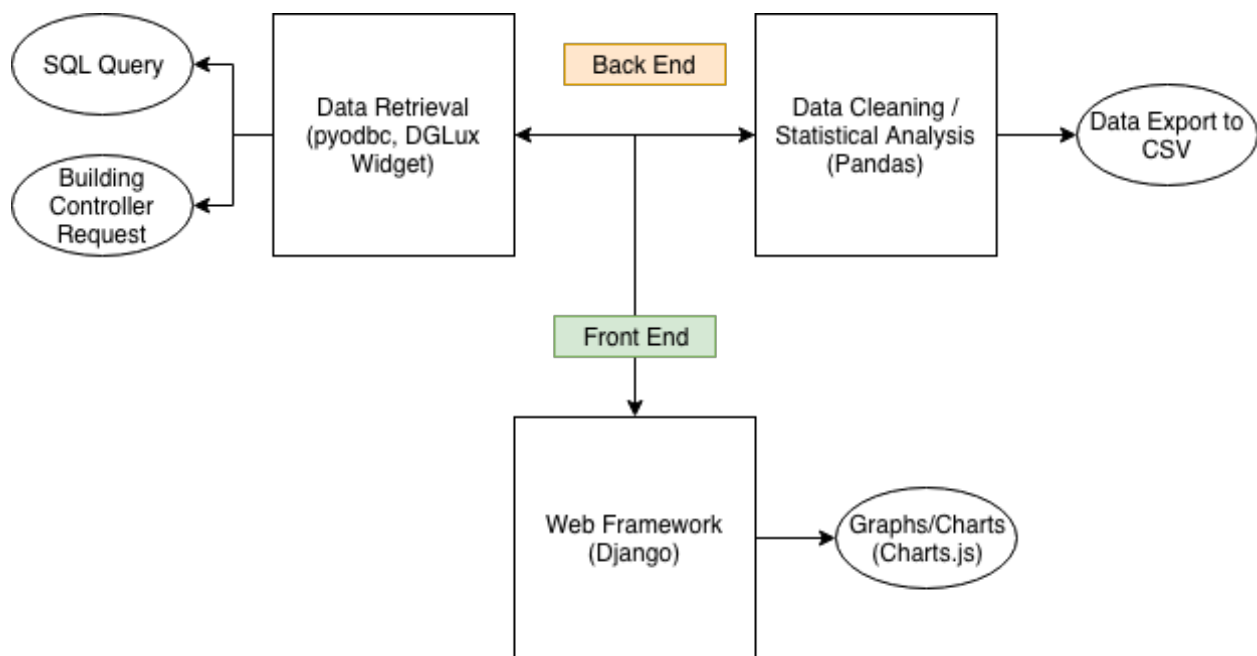 SQL Query
Building
Controller
Request
Data Retrieval
(pyodbc, DGLux
Widget)
Back End
Data Cleaning /
Statistical Analysis
(Pandas)
Data Export to
CSV
Front End
Web Framework
(Django)
Graphs/Charts
(Charts.js)